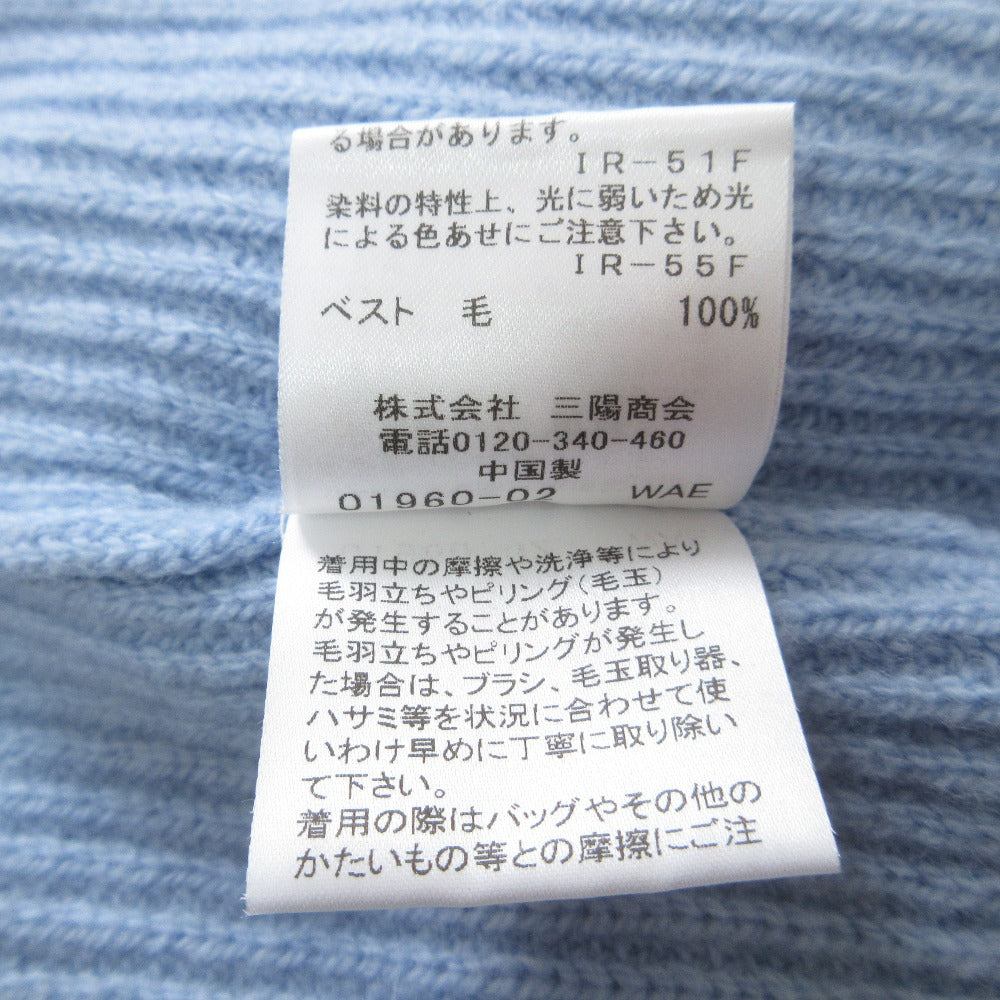 る場合があります。
IR-51F
染料の特性上、光に弱いため光
による色あせにご注意下さい。
IR-55F
ベスト 毛 100%
株式会社 三陽商会
電話0120-340-460
中国製
01960-02 WAE
着用中の摩擦や洗浄等により
毛羽立ちやピリング(毛玉)
が発生することがあります。
毛羽立ちやピリングが発生し
た場合は、ブラシ、毛玉取り器、
ハサミ等を状況に合わせて使
いわけ早めに丁寧に取り除い
て下さい。
着用の際はバッグやその他の
かたいもの等との摩擦にご注